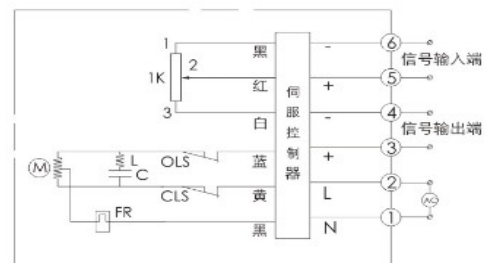 1 黑 - 6
信号输入端
1K 2 红 + 5
3 白 - 4
信号输出端
伺服控制器
+ 3
M L OLS 蓝
C 2
CLS 黄 L AC
FR 黑 N 1